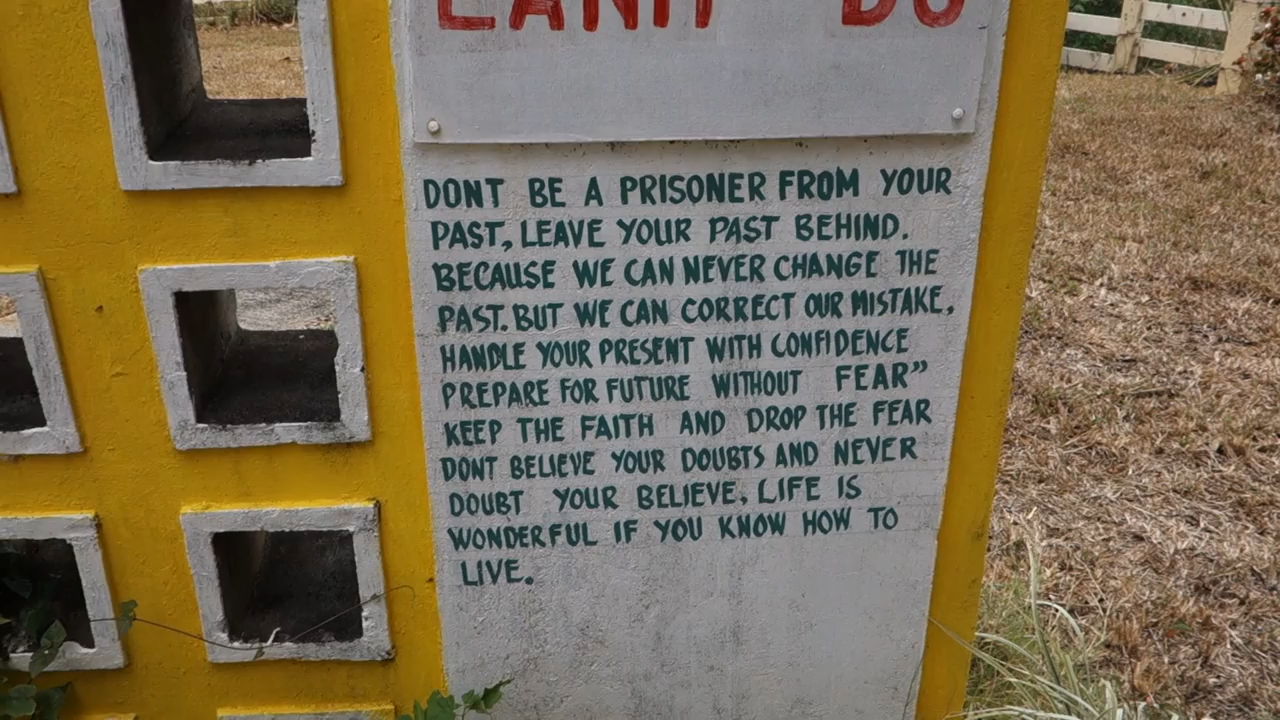 DONT BE A PRISONER FROM YOUR
PAST, LEAVE YOUR PAST BEHIND.
BECAUSE WE CAN NEVER CHANGE THE
PAST. BUT WE CAN CORRECT OUR MISTAKE,
HANDLE YOUR PRESENT WITH CONFIDENCE
PREPARE FOR FUTURE WITHOUT FEAR”
KEEP THE FAITH AND DROP THE FEAR
DONT BELIEVE YOUR DOUBTS AND NEVER
DOUBT YOUR BELIEVE, LIFE IS
WONDERFUL IF YOU KNOW HOW TO
LIVE.